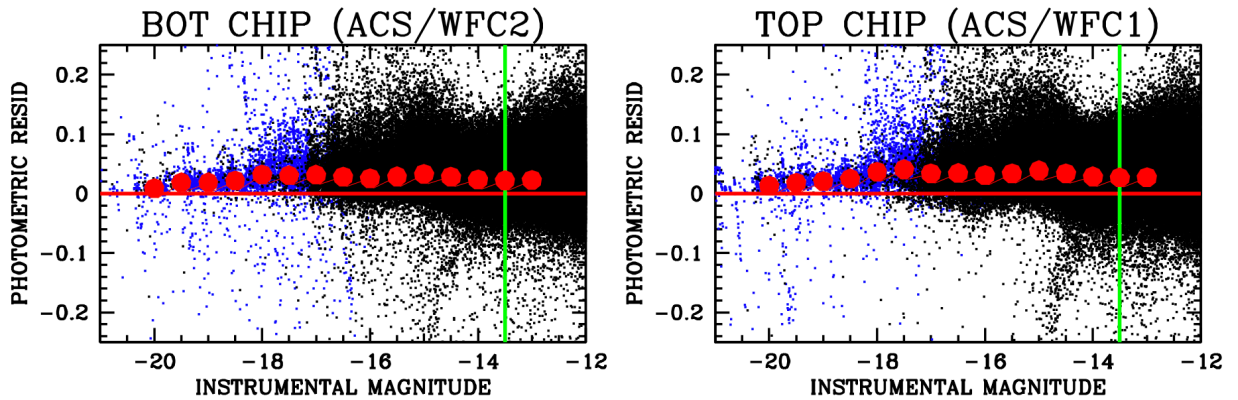 BOT CHIP (ACS/WFC2)
PHOTOMETRIC RESID
0.2
0.1
0
-0.1
-0.2
-20 -18 -16 -14 -12
INSTRUMENTAL MAGNITUDE
TOP CHIP (ACS/WFC1)
PHOTOMETRIC RESID
0.2
0.1
0
-0.1
-0.2
-20 -18 -16 -14 -12
INSTRUMENTAL MAGNITUDE